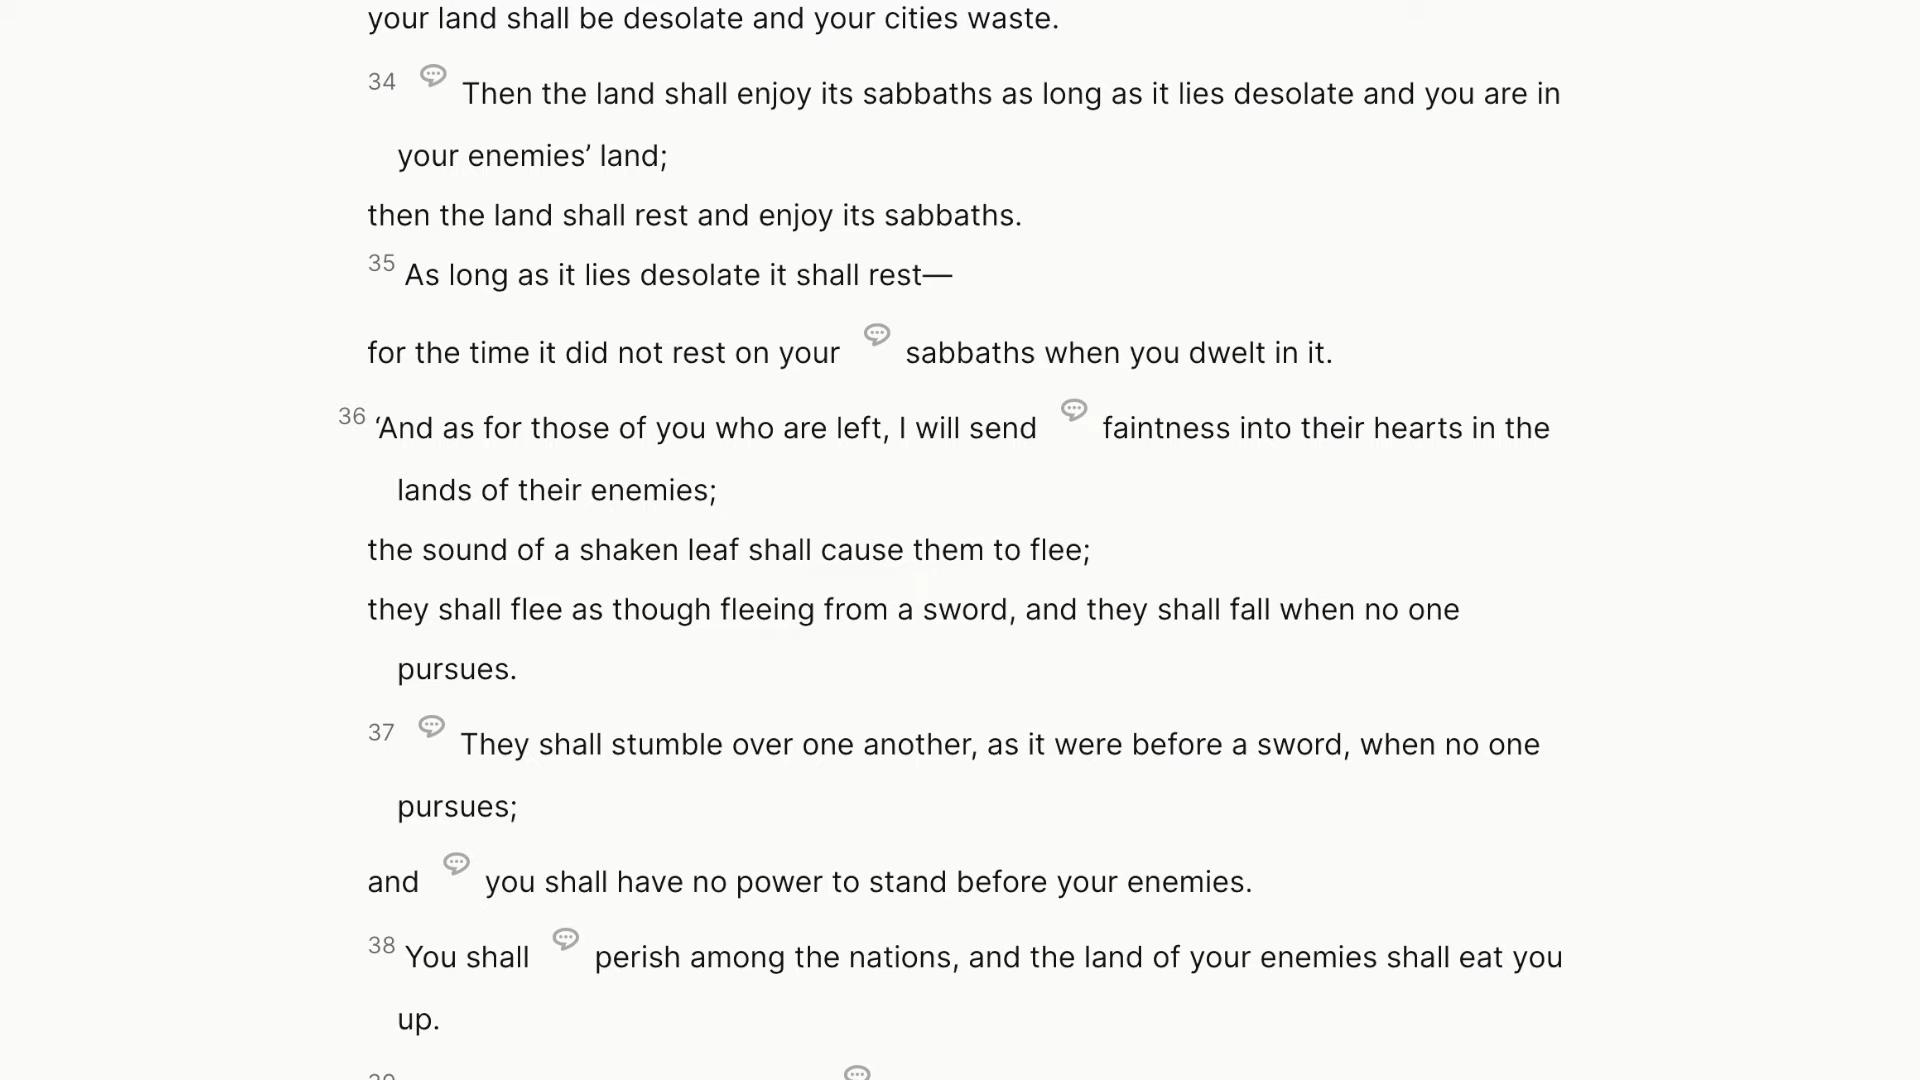 your land shall be desolate and your cities waste.
34 Then the land shall enjoy its sabbaths as long as it lies desolate and you are in
your enemies’ land;
then the land shall rest and enjoy its sabbaths.
35 As long as it lies desolate it shall rest—
for the time it did not rest on your sabbaths when you dwelt in it.
36 ‘And as for those of you who are left, I will send faintness into their hearts in the
lands of their enemies;
the sound of a shaken leaf shall cause them to flee;
they shall flee as though fleeing from a sword, and they shall fall when no one
pursues.
37 They shall stumble over one another, as it were before a sword, when no one
pursues;
and you shall have no power to stand before your enemies.
38 You shall perish among the nations, and the land of your enemies shall eat you
up.